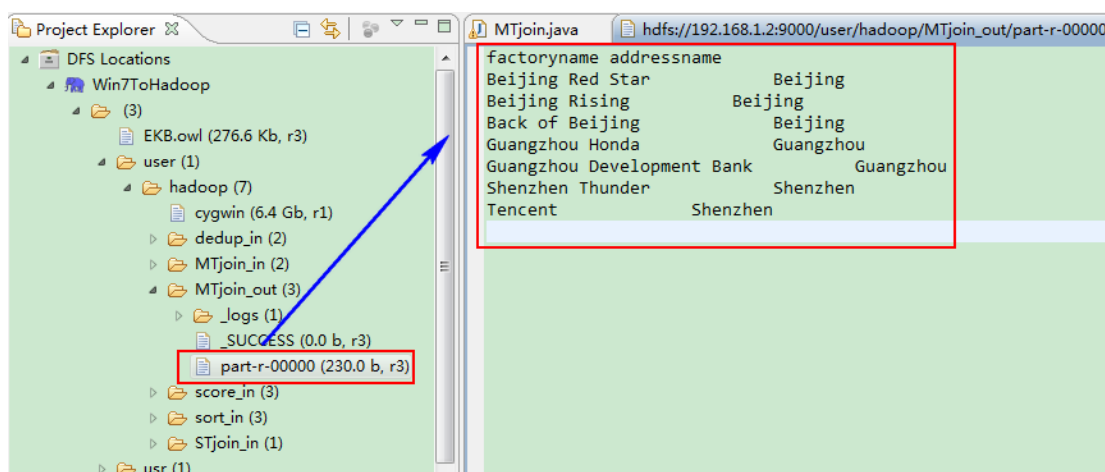 Project Explorer
DFS Locations
Win7ToHadoop
(3)
EKB.owl (276.6 Kb, r3)
user (1)
hadoop (7)
cygwin (6.4 Gb, r1)
dedup_in (2)
MTjoin_in (2)
MTjoin_out (3)
_logs (1)
_SUCCESS (0.0 b, r3)
part-r-00000 (230.0 b, r3)
score_in (3)
sort_in (3)
STjoin_in (1)
usr (1)
MTjoin.java
hdfs://192.168.1.2:9000/user/hadoop/MTjoin_out/part-r-00000
factoryname addressname
Beijing Red Star Beijing
Beijing Rising Beijing
Back of Beijing Beijing
Guangzhou Honda Guangzhou
Guangzhou Development Bank Guangzhou
Shenzhen Thunder Shenzhen
Tencent Shenzhen